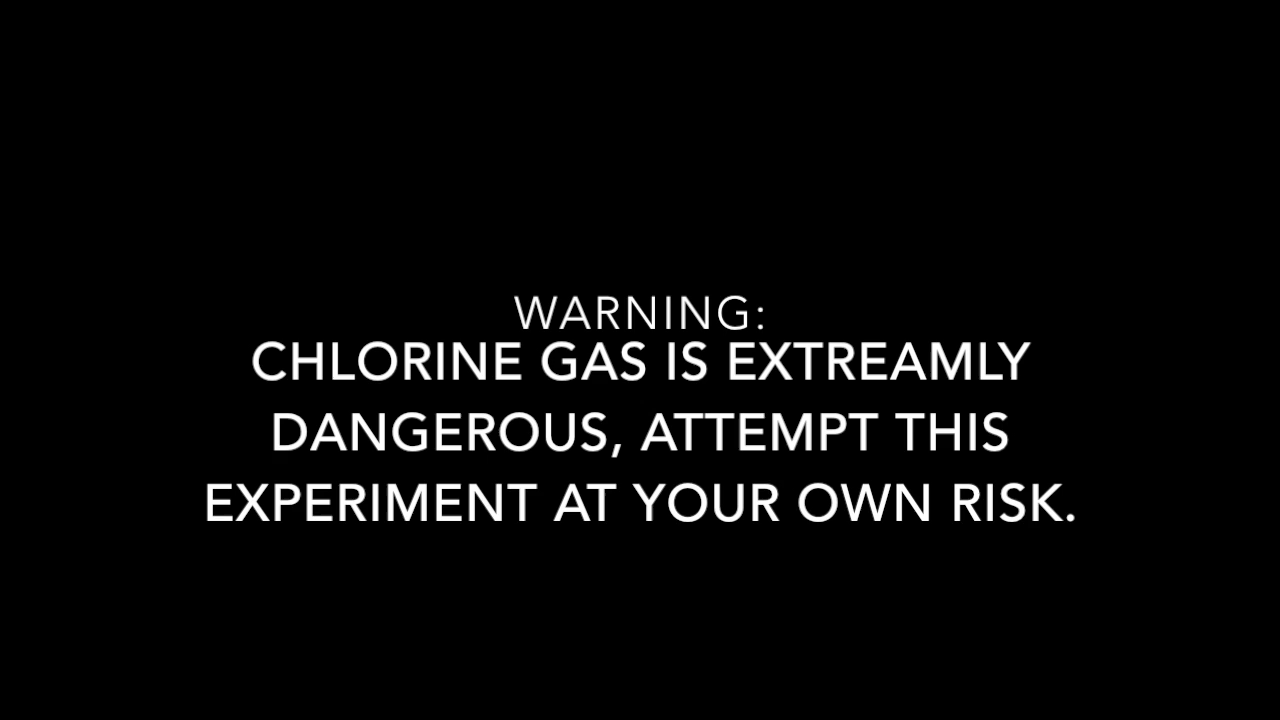 WARNING:
CHLORINE GAS IS EXTREAMLY
DANGEROUS, ATTEMPT THIS
EXPERIMENT AT YOUR OWN RISK.